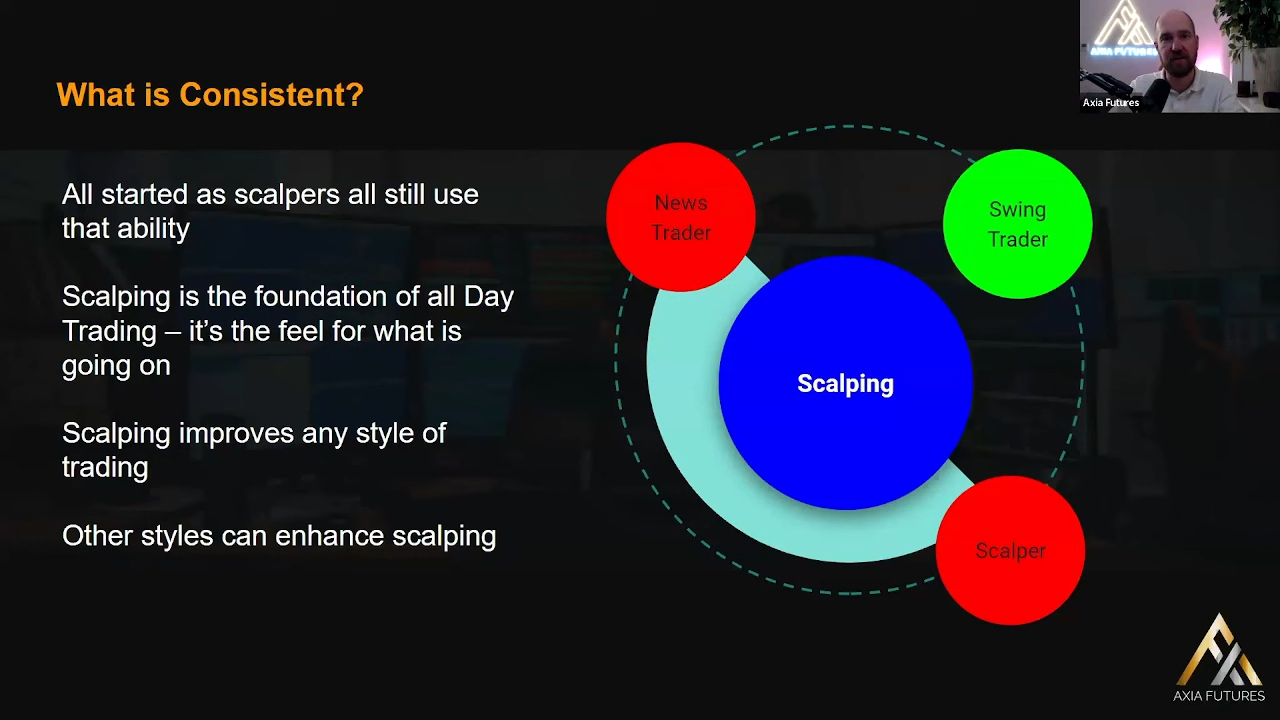 What is Consistent?
All started as scalpers all still use
that ability
Scalping is the foundation of all Day
Trading – it's the feel for what is
going on
Scalping improves any style of
trading
Other styles can enhance scalping
News
Trader
Swing
Trader
Scalping
Scalper
AXIA FUTURES
Axia Futures
AXIA FUTURES